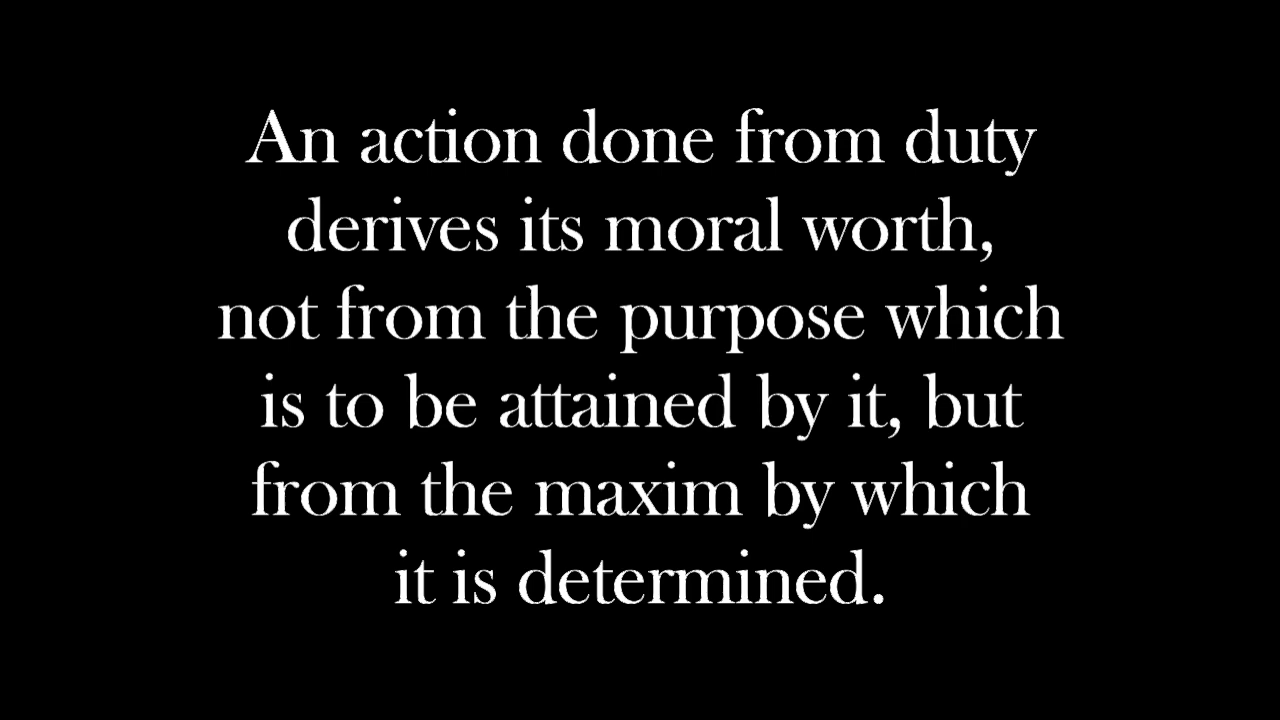 An action done from duty
derives its moral worth,
not from the purpose which
is to be attained by it, but
from the maxim by which
it is determined.